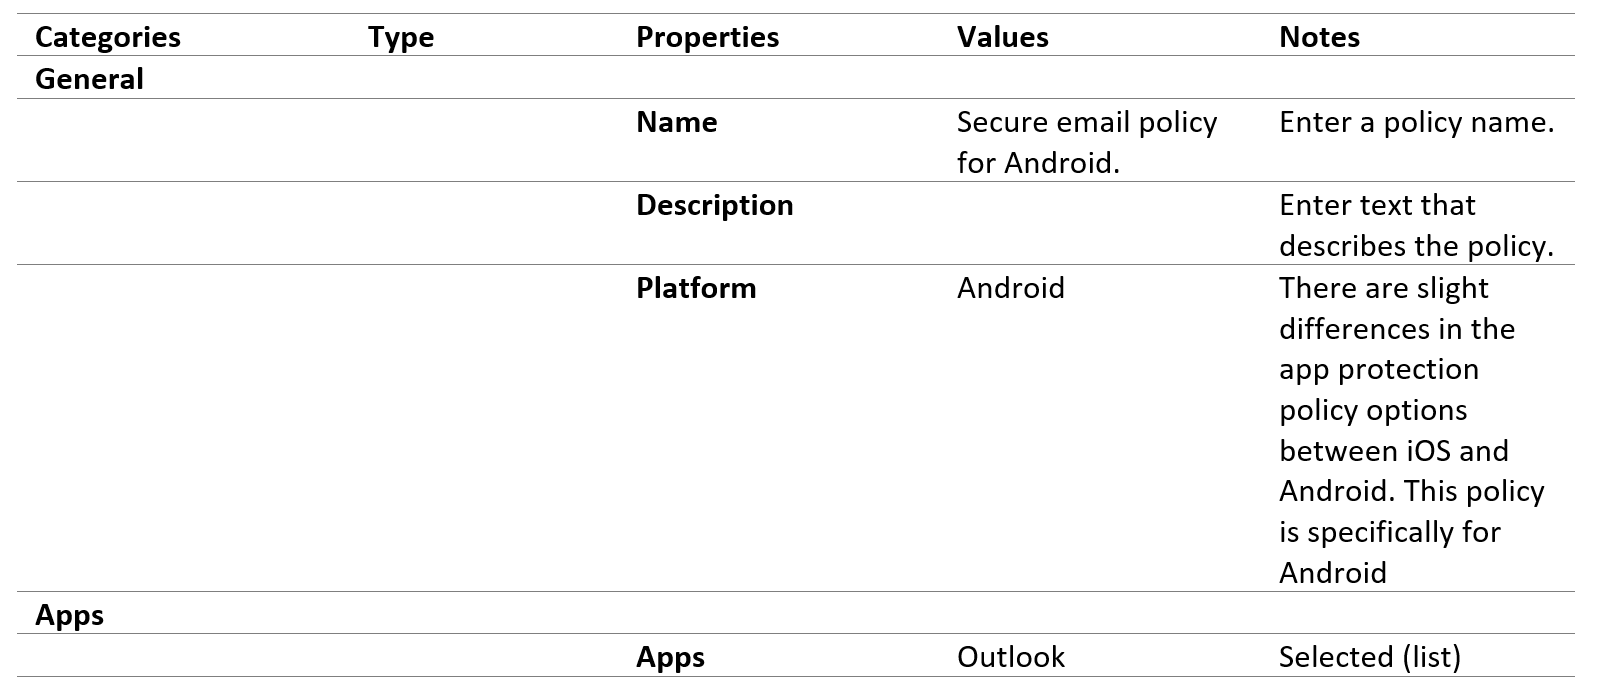 Categories Type Properties Values Notes
General
Name Secure email policy Enter a policy name.
for Android.
Description Enter text that
describes the policy.
Platform Android There are slight
differences in the
app protection
policy options
between iOS and
Android. This policy
is specifically for
Android
Apps
Apps Outlook Selected (list)